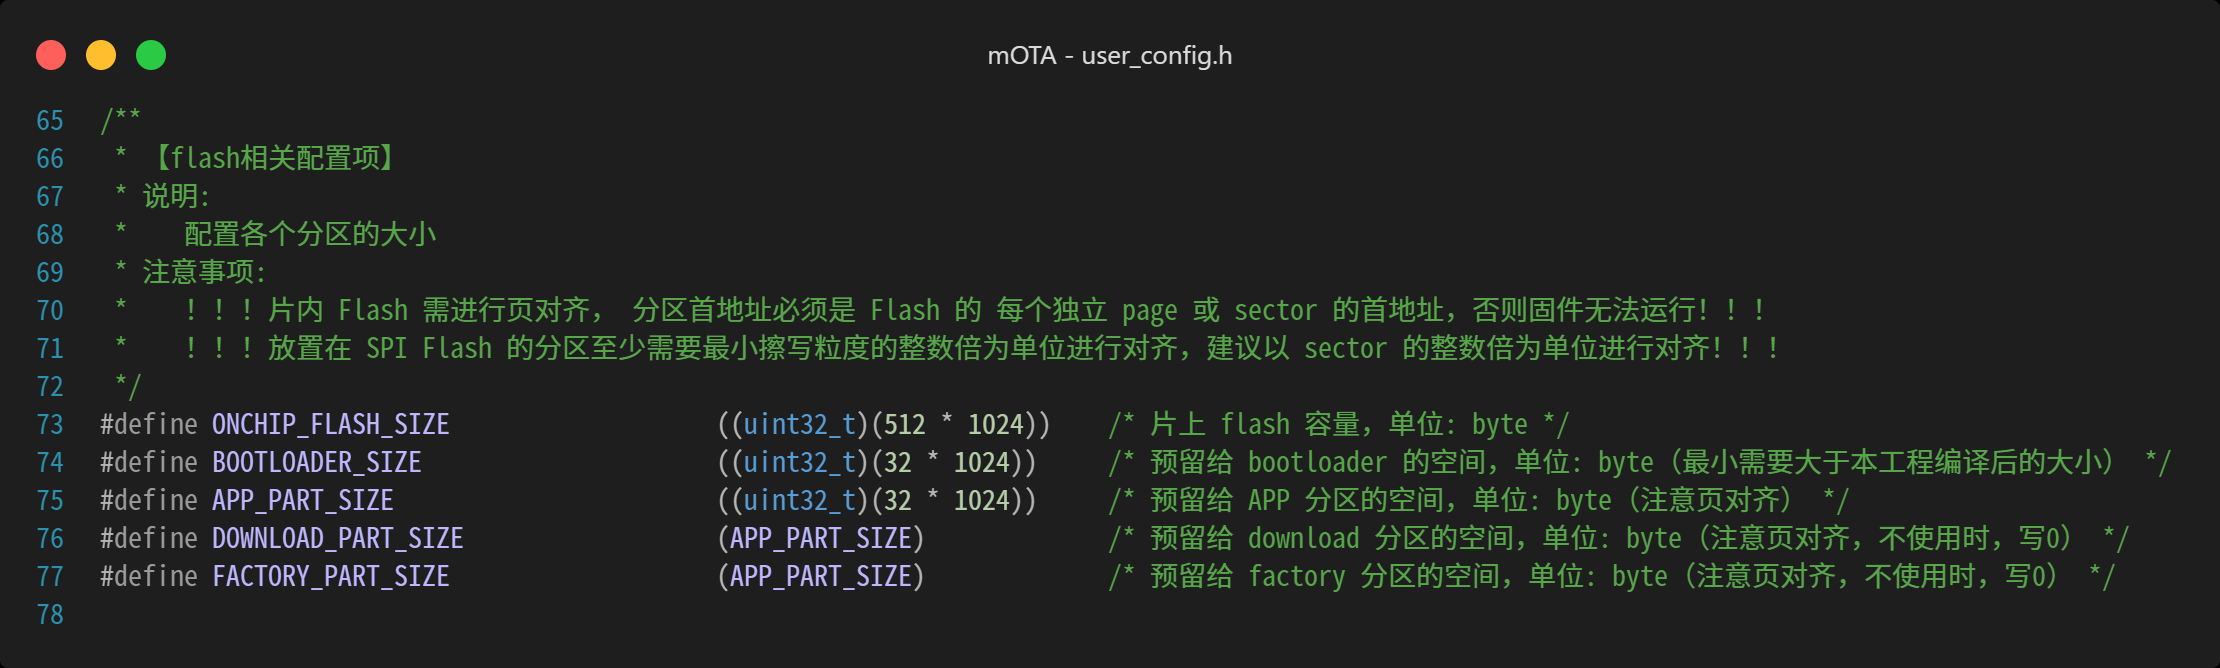 mOTA - user_config.h
65 /**
66  * 【flash相关配置项】
67  * 说明:
68  *    配置各个分区的大小
69  * 注意事项:
70  *    ！！！片内 Flash 需进行页对齐， 分区首地址必须是 Flash 的 每个独立 page 或 sector 的首地址，否则固件无法运行！！！
71  *    ！！！放置在 SPI Flash 的分区至少需要最小擦写粒度的整数倍为单位进行对齐，建议以 sector 的整数倍为单位进行对齐！！！
72  */
73 #define ONCHIP_FLASH_SIZE                   ((uint32_t)(512 * 1024))    /* 片上 flash 容量，单位: byte */
74 #define BOOTLOADER_SIZE                     ((uint32_t)(32 * 1024))     /* 预留给 bootloader 的空间，单位: byte（最小需要大于本工程编译后的大小） */
75 #define APP_PART_SIZE                       ((uint32_t)(32 * 1024))     /* 预留给 APP 分区的空间，单位: byte（注意页对齐） */
76 #define DOWNLOAD_PART_SIZE                  (APP_PART_SIZE)             /* 预留给 download 分区的空间，单位: byte（注意页对齐，不使用时，写0） */
77 #define FACTORY_PART_SIZE                   (APP_PART_SIZE)             /* 预留给 factory 分区的空间，单位: byte（注意页对齐，不使用时，写0） */
78